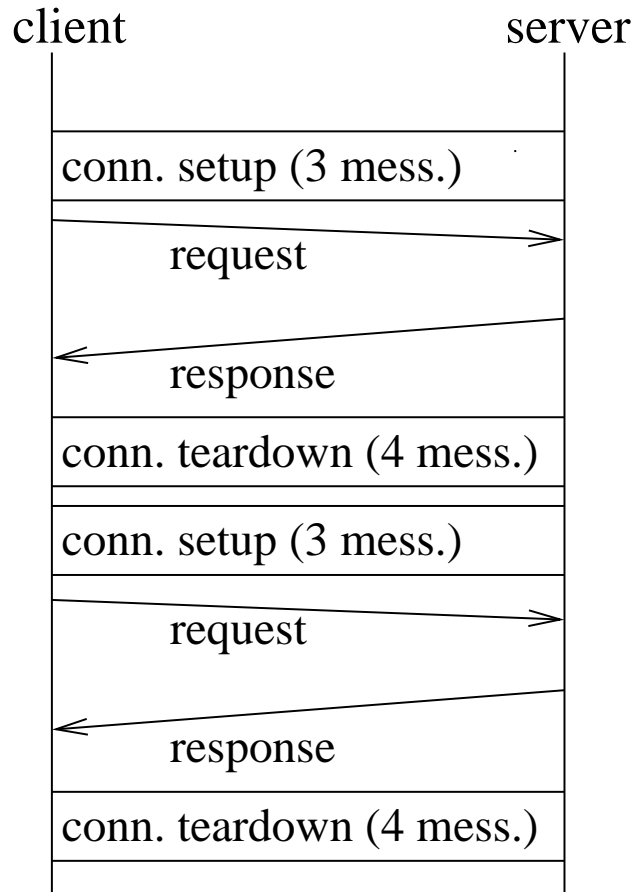 client server
conn. setup (3 mess.)
request
response
conn. teardown (4 mess.)
conn. setup (3 mess.)
request
response
conn. teardown (4 mess.)